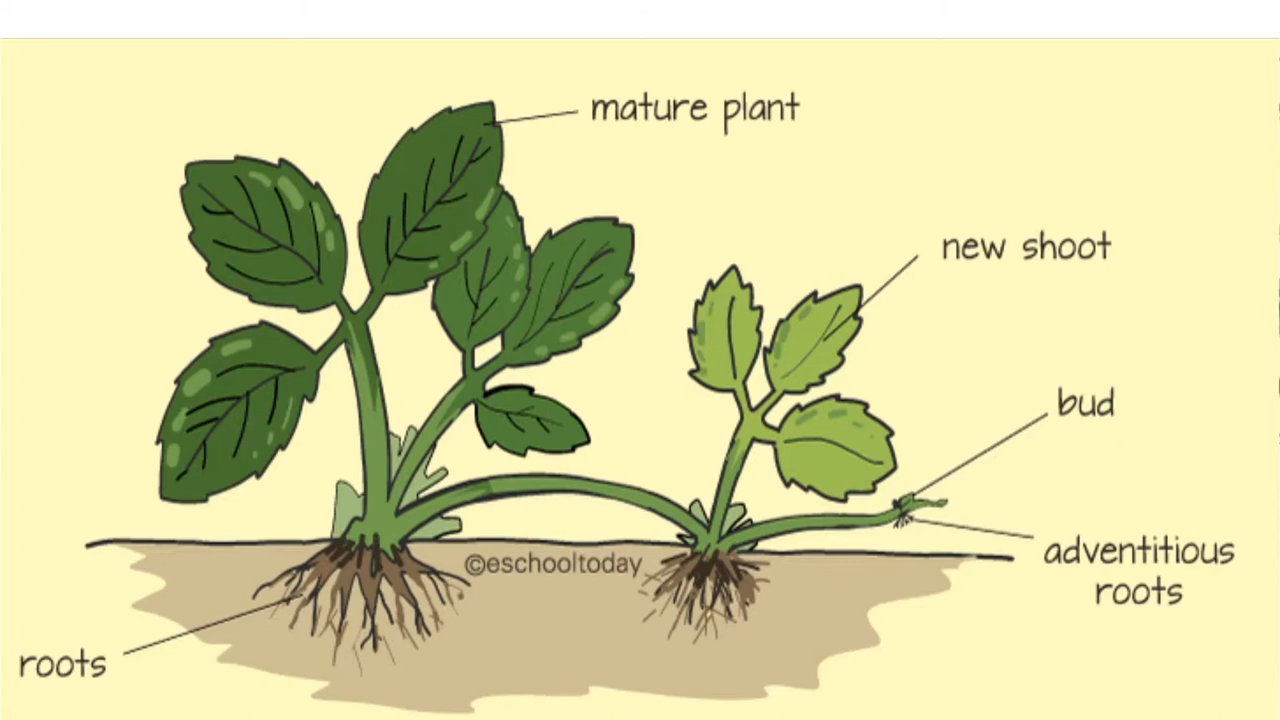 mature plant
new shoot
bud
©eschooltoday
adventitious
roots
roots